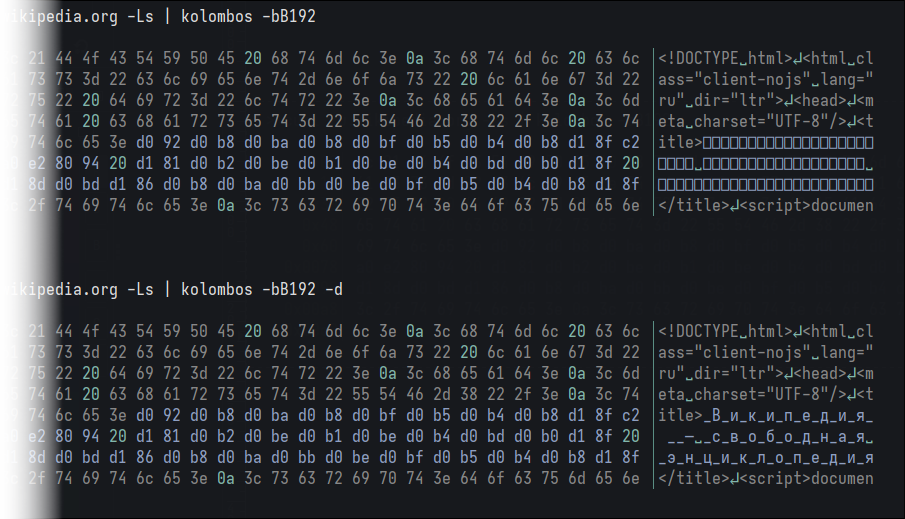 ikipedia.org -Ls | kolombos -bB192
21 44 4f 43 54 59 50 45 20 68 74 6d 6c 3e 0a 3c 68 74 6d 6c 20 63 6c │<!DOCTYPE␣html>↲<html␣cl
73 73 3d 22 63 6c 69 65 6e 74 2d 6e 6f 6a 73 22 20 6c 61 6e 67 3d 22 │ass="client-nojs"␣lang="
75 22 20 64 69 72 3d 22 6c 74 72 22 3e 0a 3c 68 65 61 64 3e 0a 3c 6d │ru"␣dir="ltr">↲<head>↲<m
74 61 20 63 68 61 72 73 65 74 3d 22 55 54 46 2d 38 22 2f 3e 0a 3c 74 │eta␣charset="UTF-8"/>↲<t
74 6c 65 3e d0 92 d0 b8 d0 ba d0 b8 d0 bf d0 b5 d0 b4 d0 b8 d1 8f c2 │itle>□□□□□□□□□□□□□□□□□□□
e2 80 94 20 d1 81 d0 b2 d0 be d0 b1 d0 be d0 b4 d0 bd d0 b0 d1 8f 20 │□□□□␣□□□□□□□□□□□□□□□□□□␣
8d d0 bd d1 86 d0 b8 d0 ba d0 bb d0 be d0 bf d0 b5 d0 b4 d0 b8 d1 8f │□□□□□□□□□□□□□□□□□□□□□□□□
2f 74 69 74 6c 65 3e 0a 3c 73 63 72 69 70 74 3e 64 6f 63 75 6d 65 6e │</title>↲<script>documen
ikipedia.org -Ls | kolombos -bB192 -d
21 44 4f 43 54 59 50 45 20 68 74 6d 6c 3e 0a 3c 68 74 6d 6c 20 63 6c │<!DOCTYPE␣html>↲<html␣cl
73 73 3d 22 63 6c 69 65 6e 74 2d 6e 6f 6a 73 22 20 6c 61 6e 67 3d 22 │ass="client-nojs"␣lang="
75 22 20 64 69 72 3d 22 6c 74 72 22 3e 0a 3c 68 65 61 64 3e 0a 3c 6d │ru"␣dir="ltr">↲<head>↲<m
74 61 20 63 68 61 72 73 65 74 3d 22 55 54 46 2d 38 22 2f 3e 0a 3c 74 │eta␣charset="UTF-8"/>↲<t
74 6c 65 3e d0 92 d0 b8 d0 ba d0 b8 d0 bf d0 b5 d0 b4 d0 b8 d1 8f c2 │itle>_В_и_к_и_п_е_д_и_я_
e2 80 94 20 d1 81 d0 b2 d0 be d0 b1 d0 be d0 b4 d0 bd d0 b0 d1 8f 20 │ __—␣_с_в_о_б_о_д_н_а_я␣
8d d0 bd d1 86 d0 b8 d0 ba d0 bb d0 be d0 bf d0 b5 d0 b4 d0 b8 d1 8f │_э_н_ц_и_к_л_о_п_е_д_и_я
2f 74 69 74 6c 65 3e 0a 3c 73 63 72 69 70 74 3e 64 6f 63 75 6d 65 6e │</title>↲<script>documen